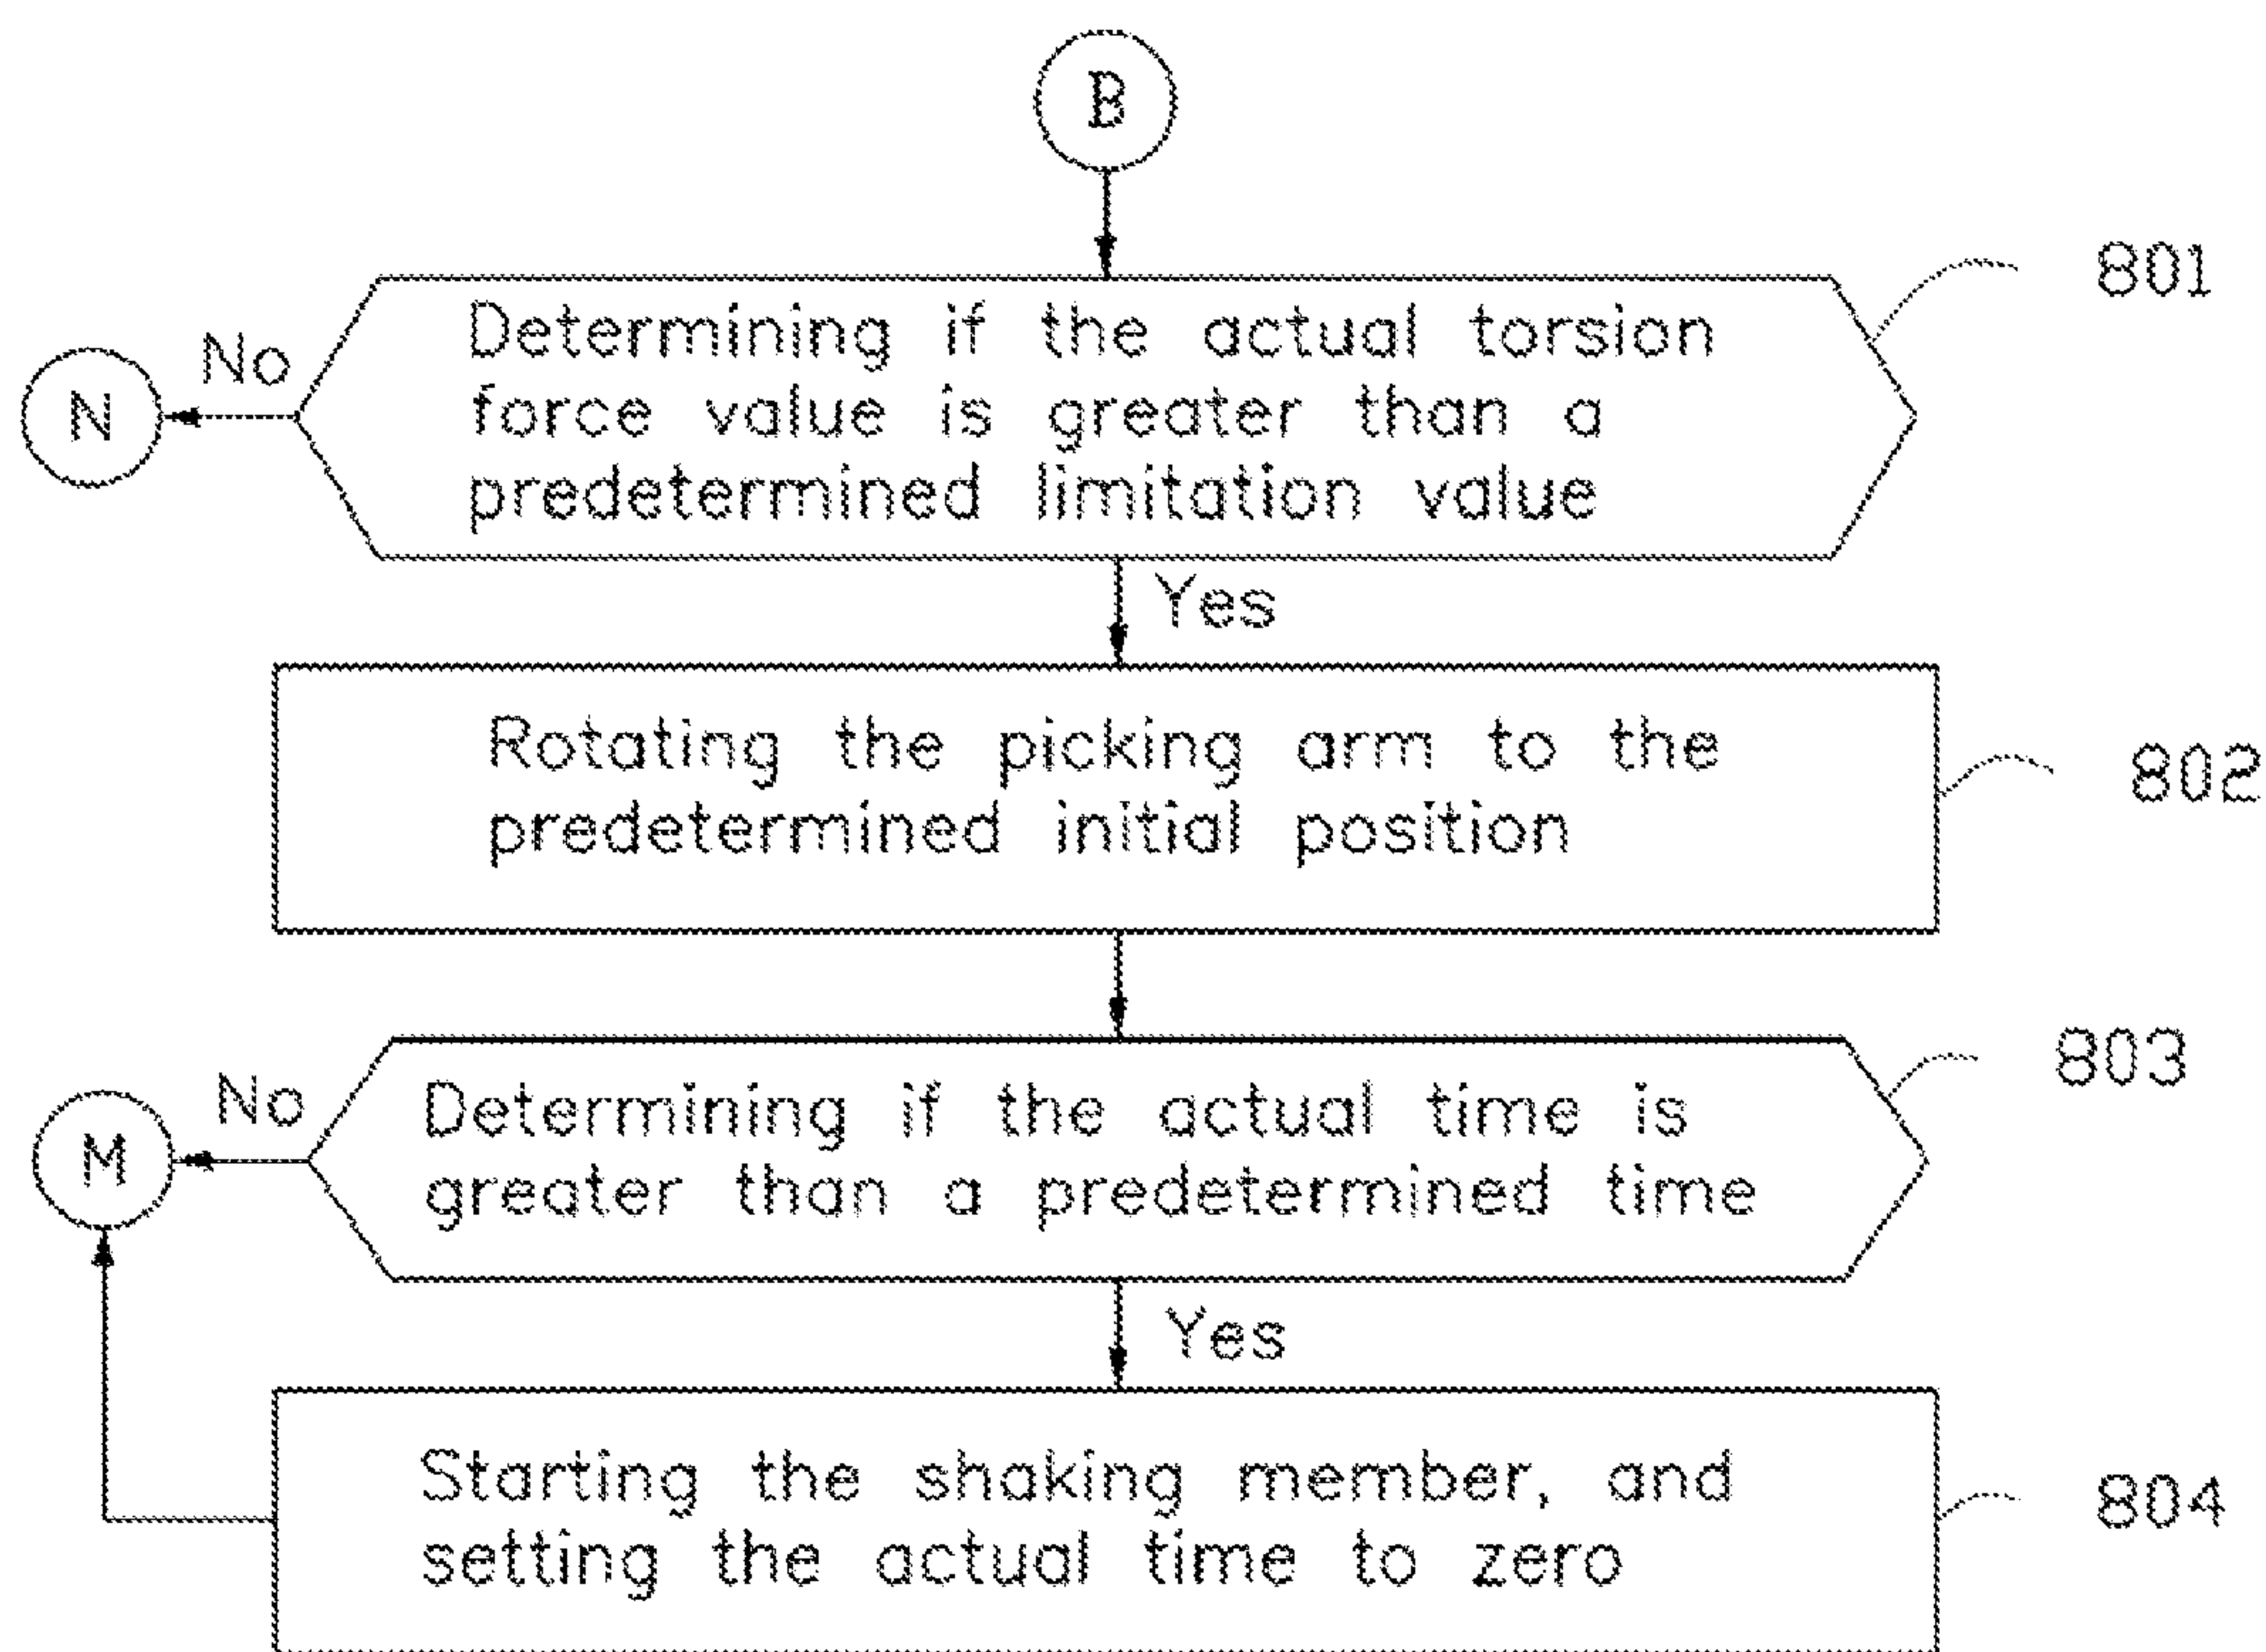 B
801
Determining if the actual torsion
force value is greater than a
predetermined limitation value
No
N
Yes
Rotating the picking arm to the
predetermined initial position
802
803
Determining if the actual time is
greater than a predetermined time
No
M
Yes
Starting the shaking member, and
setting the actual time to zero
804